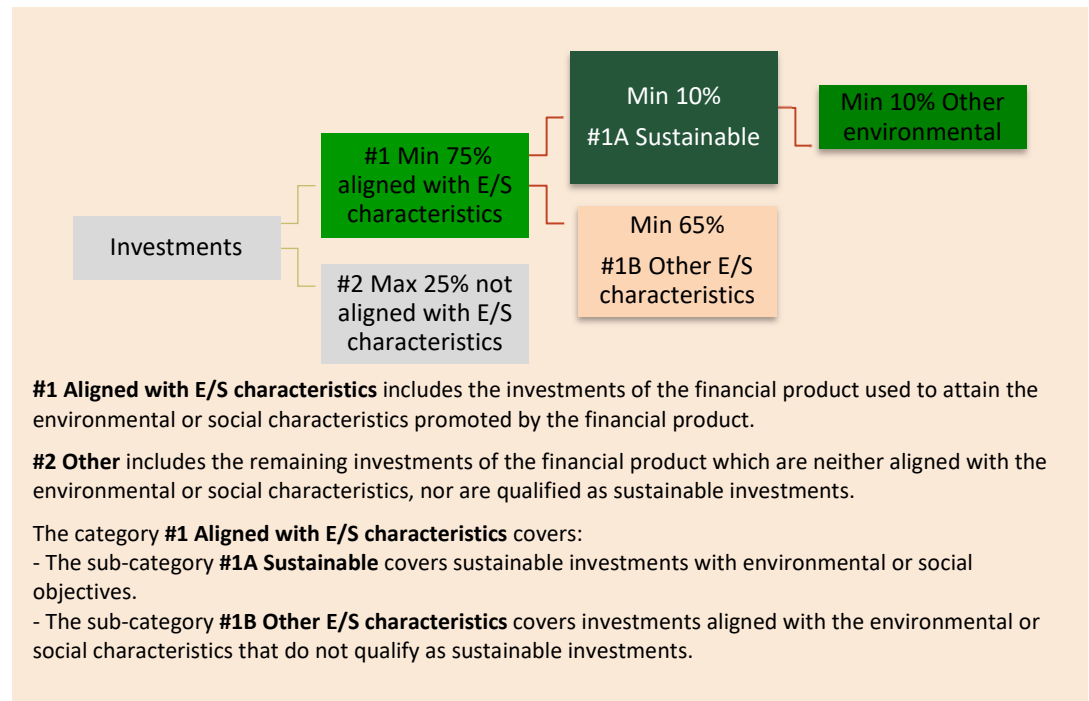 Investments
#1 Min 75%
aligned with E/S
characteristics
#2 Max 25% not
aligned with E/S
characteristics
Min 10%
#1A Sustainable
Min 65%
#1B Other E/S
characteristics
Min 10% Other
environmental
#1 Aligned with E/S characteristics includes the investments of the financial product used to attain the
environmental or social characteristics promoted by the financial product.
#2 Other includes the remaining investments of the financial product which are neither aligned with the
environmental or social characteristics, nor are qualified as sustainable investments.
The category #1 Aligned with E/S characteristics covers:
- The sub-category #1A Sustainable covers sustainable investments with environmental or social
objectives.
- The sub-category #1B Other E/S characteristics covers investments aligned with the environmental or
social characteristics that do not qualify as sustainable investments.